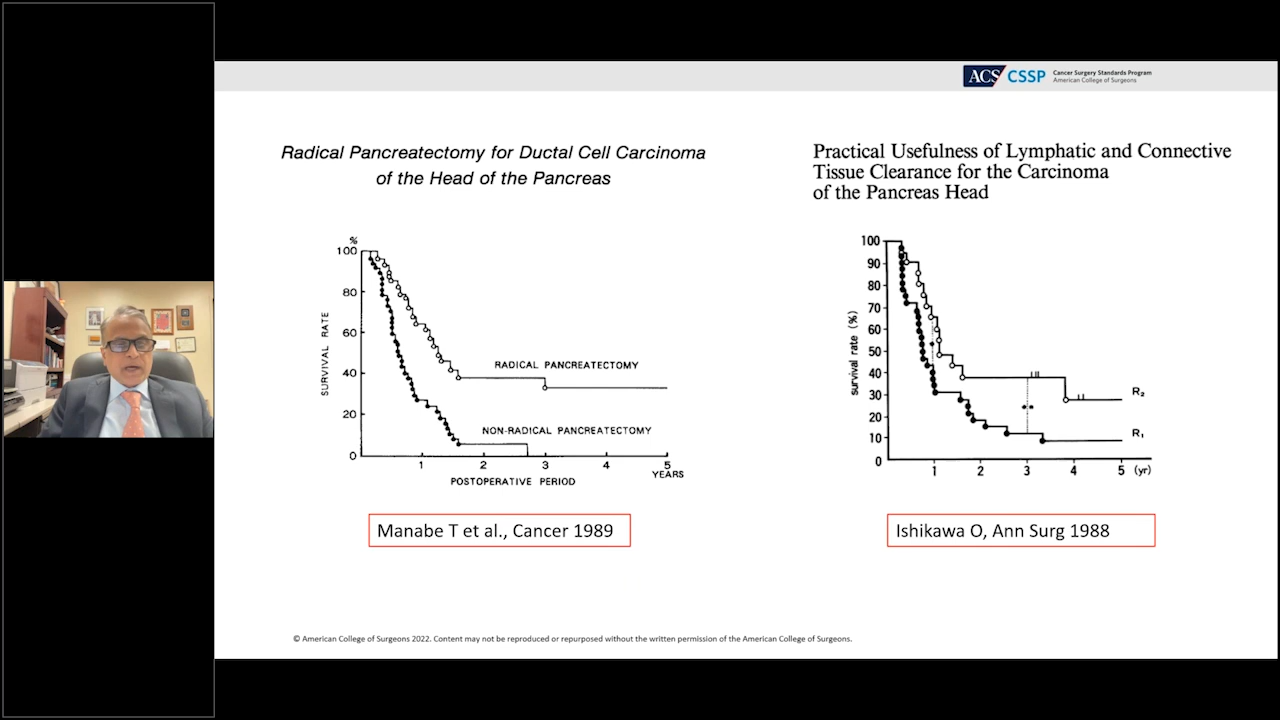 ACS CSSP Cancer Surgery Standards Program
American College of Surgeons
Radical Pancreatectomy for Ductal Cell Carcinoma
of the Head of the Pancreas
%
100
80
60
40
20
0
SURVIVAL RATE
RADICAL PANCREATECTOMY
NON-RADICAL PANCREATECTOMY
1 2 3 4 5
YEARS
POSTOPERATIVE PERIOD
Manabe T et al., Cancer 1989
Practical Usefulness of Lymphatic and Connective
Tissue Clearance for the Carcinoma
of the Pancreas Head
100
90
80
70
60
50
40
30
20
10
0
survival rate (%)
R₂
R₁
1 2 3 4 5 (yr)
Ishikawa O, Ann Surg 1988
© American College of Surgeons 2022. Content may not be reproduced or repurposed without the written permission of the American College of Surgeons.